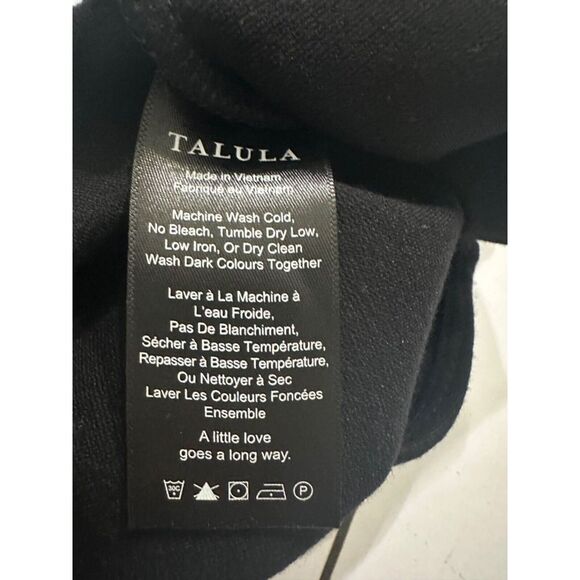 TALULA
Made in Vietnam
Fabriqué au Vietnam
Machine Wash Cold,
No Bleach, Tumble Dry Low,
Low Iron, Or Dry Clean
Wash Dark Colours Together
Laver à La Machine à
L'eau Froide,
Pas De Blanchiment,
Sécher à Basse Température,
Repasser à Basse Température,
Ou Nettoyer à Sec
Laver Les Couleurs Foncées
Ensemble
A little love
goes a long way.
30C P